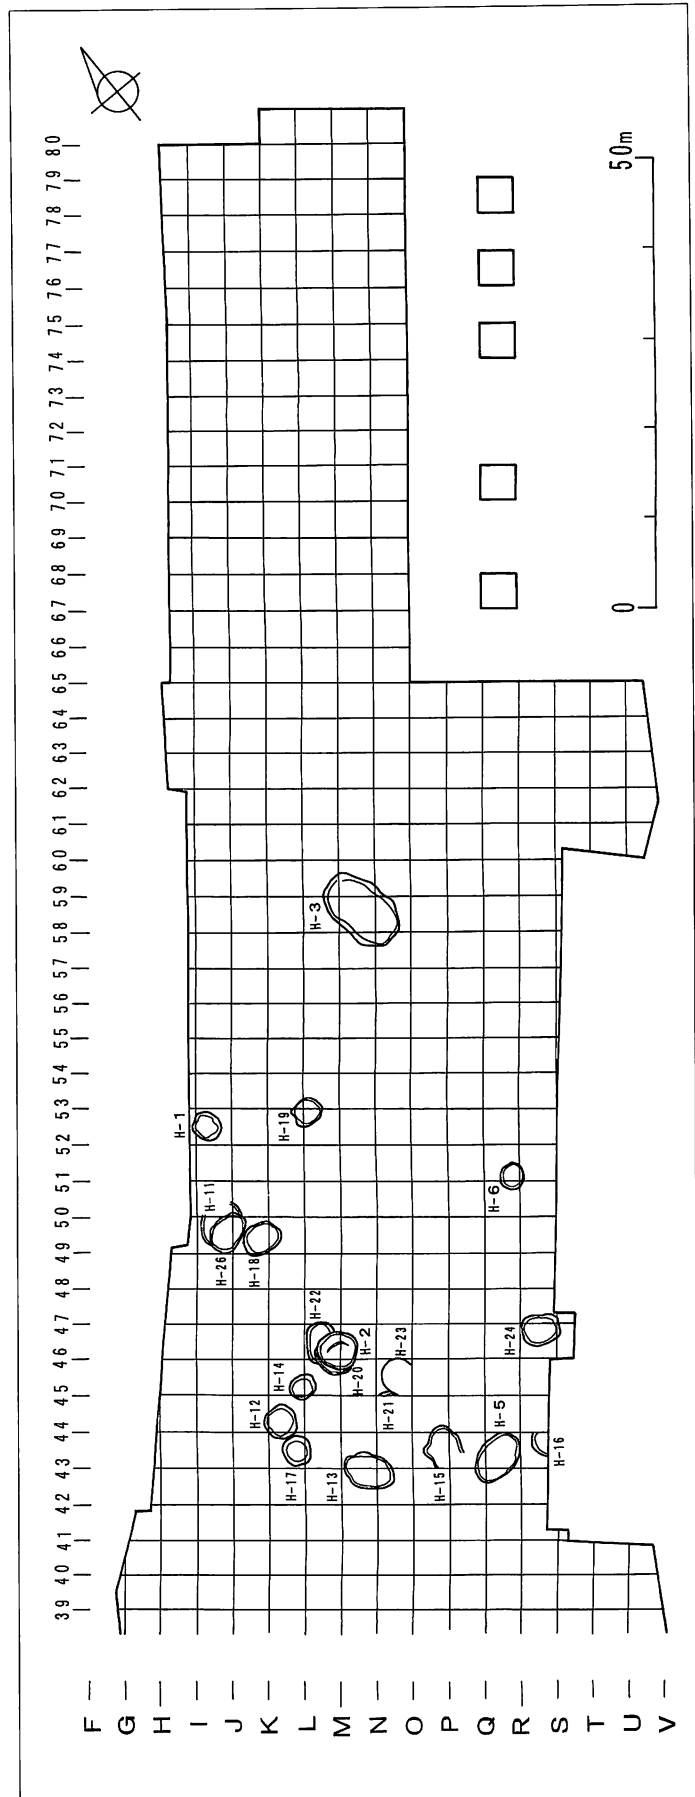 80
79
78
77
76
75
74
73
72
71
70
69
68
67
66
65
64
63
62
61
60
59
58
57
56
55
54
53
52
51
50
49
48
47
46
45
44
43
42
41
40
39
50m
0
H-3
H-1
H-19
H-11
H-6
H-26
H-18
H-22
H-2
H-23
H-24
H-14
H-20
H-21
H-12
H-5
H-17
H-13
H-15
H-16
F
G
H
I
J
K
L
M
N
O
P
Q
R
S
T
U
V